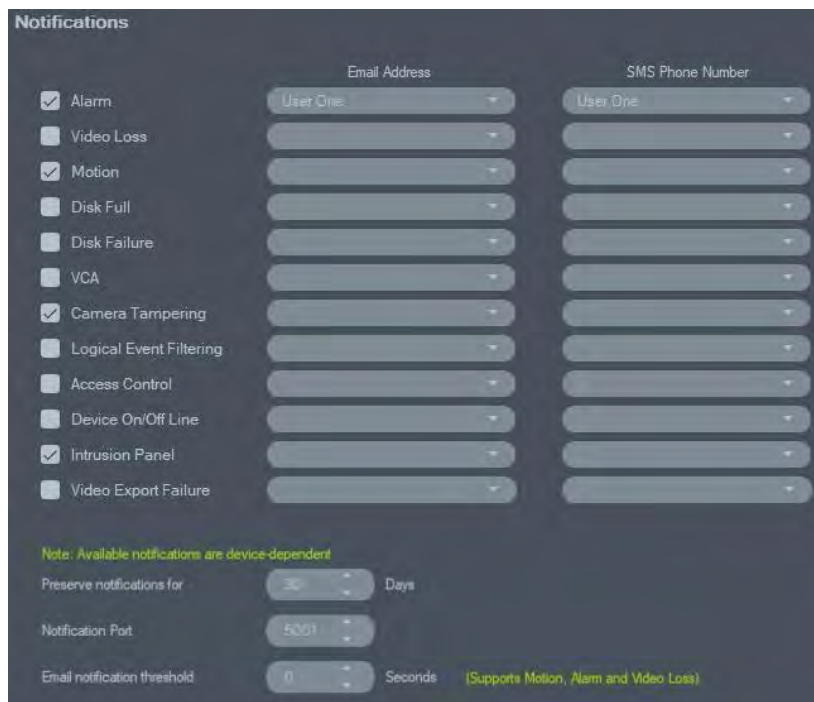 Notifications
Email Address SMS Phone Number
Alarm User One User One
Video Loss
Motion
Disk Full
Disk Failure
VCA
Camera Tampering
Logical Event Filtering
Access Control
Device On/Off Line
Intrusion Panel
Video Export Failure
Note: Available notifications are device-dependent
Preserve notifications for 30 Days
Notification Port 5001
Email notification threshold 0 Seconds (Supports Motion, Alarm and Video Loss)